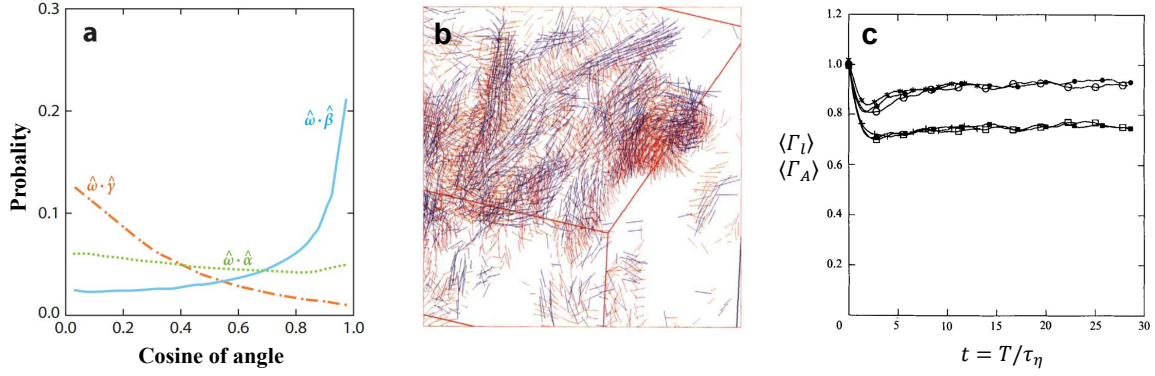 a
0.3
0.2
0.1
0.0
Probality
ω̂ · β̂
ω̂ · γ̂
ω̂ · α̂
0.0 0.2 0.4 0.6 0.8 1.0
Cosine of angle
b
c
1.0
0.8
0.6
0.4
0.2
⟨Γ_l⟩
⟨Γ_A⟩
0 5 10 15 20 25 30
t = T/τ_η